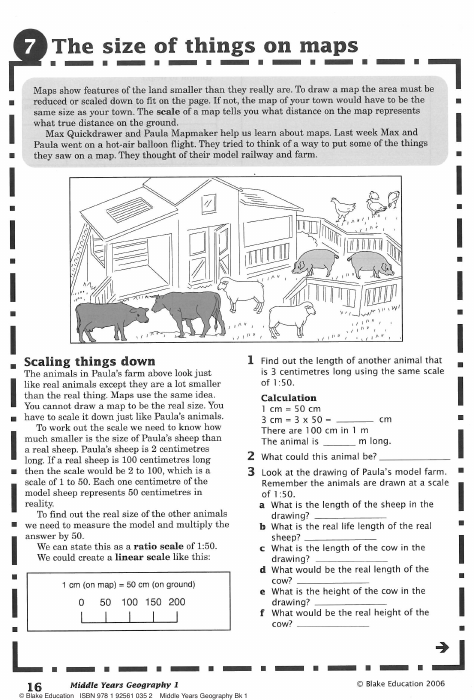 7 The size of things on maps
Maps show features of the land smaller than they really are. To draw a map the area must be
reduced or scaled down to fit on the page. If not, the map of your town would have to be the
same size as your town. The scale of a map tells you what distance on the map represents
what true distance on the ground.
Max Quickdrawer and Paula Mapmaker help us learn about maps. Last week Max and
Paula went on a hot-air balloon flight. They tried to think of a way to put some of the things
they saw on a map. They thought of their model railway and farm.
Scaling things down
The animals in Paula's farm above look just
like real animals except they are a lot smaller
than the real thing. Maps use the same idea.
You cannot draw a map to be the real size. You
have to scale it down just like Paula's animals.
To work out the scale we need to know how
much smaller is the size of Paula's sheep than
a real sheep. Paula's sheep is 2 centimetres
long. If a real sheep is 100 centimetres long
then the scale would be 2 to 100, which is a
scale of 1 to 50. Each one centimetre of the
model sheep represents 50 centimetres in
reality.
To find out the real size of the other animals
we need to measure the model and multiply the
answer by 50.
We can state this as a ratio scale of 1:50.
We could create a linear scale like this:
1 cm (on map) = 50 cm (on ground)
0 50 100 150 200
1 Find out the length of another animal that
is 3 centimetres long using the same scale
of 1:50.
Calculation
1 cm = 50 cm
3 cm = 3 x 50 = ________ cm
There are 100 cm in 1 m
The animal is ______ m long.
2 What could this animal be? ______________
3 Look at the drawing of Paula's model farm.
Remember the animals are drawn at a scale
of 1:50.
a What is the length of the sheep in the
drawing? ______________
b What is the real life length of the real
sheep? ______________
c What is the length of the cow in the
drawing? ______________
d What would be the real length of the
cow? ______________
e What is the height of the cow in the
drawing? ______________
f What would be the real height of the
cow? ______________
16 Middle Years Geography 1 © Blake Education 2006
© Blake Education ISBN 978 1 92561 035 2 Middle Years Geography Bk 1